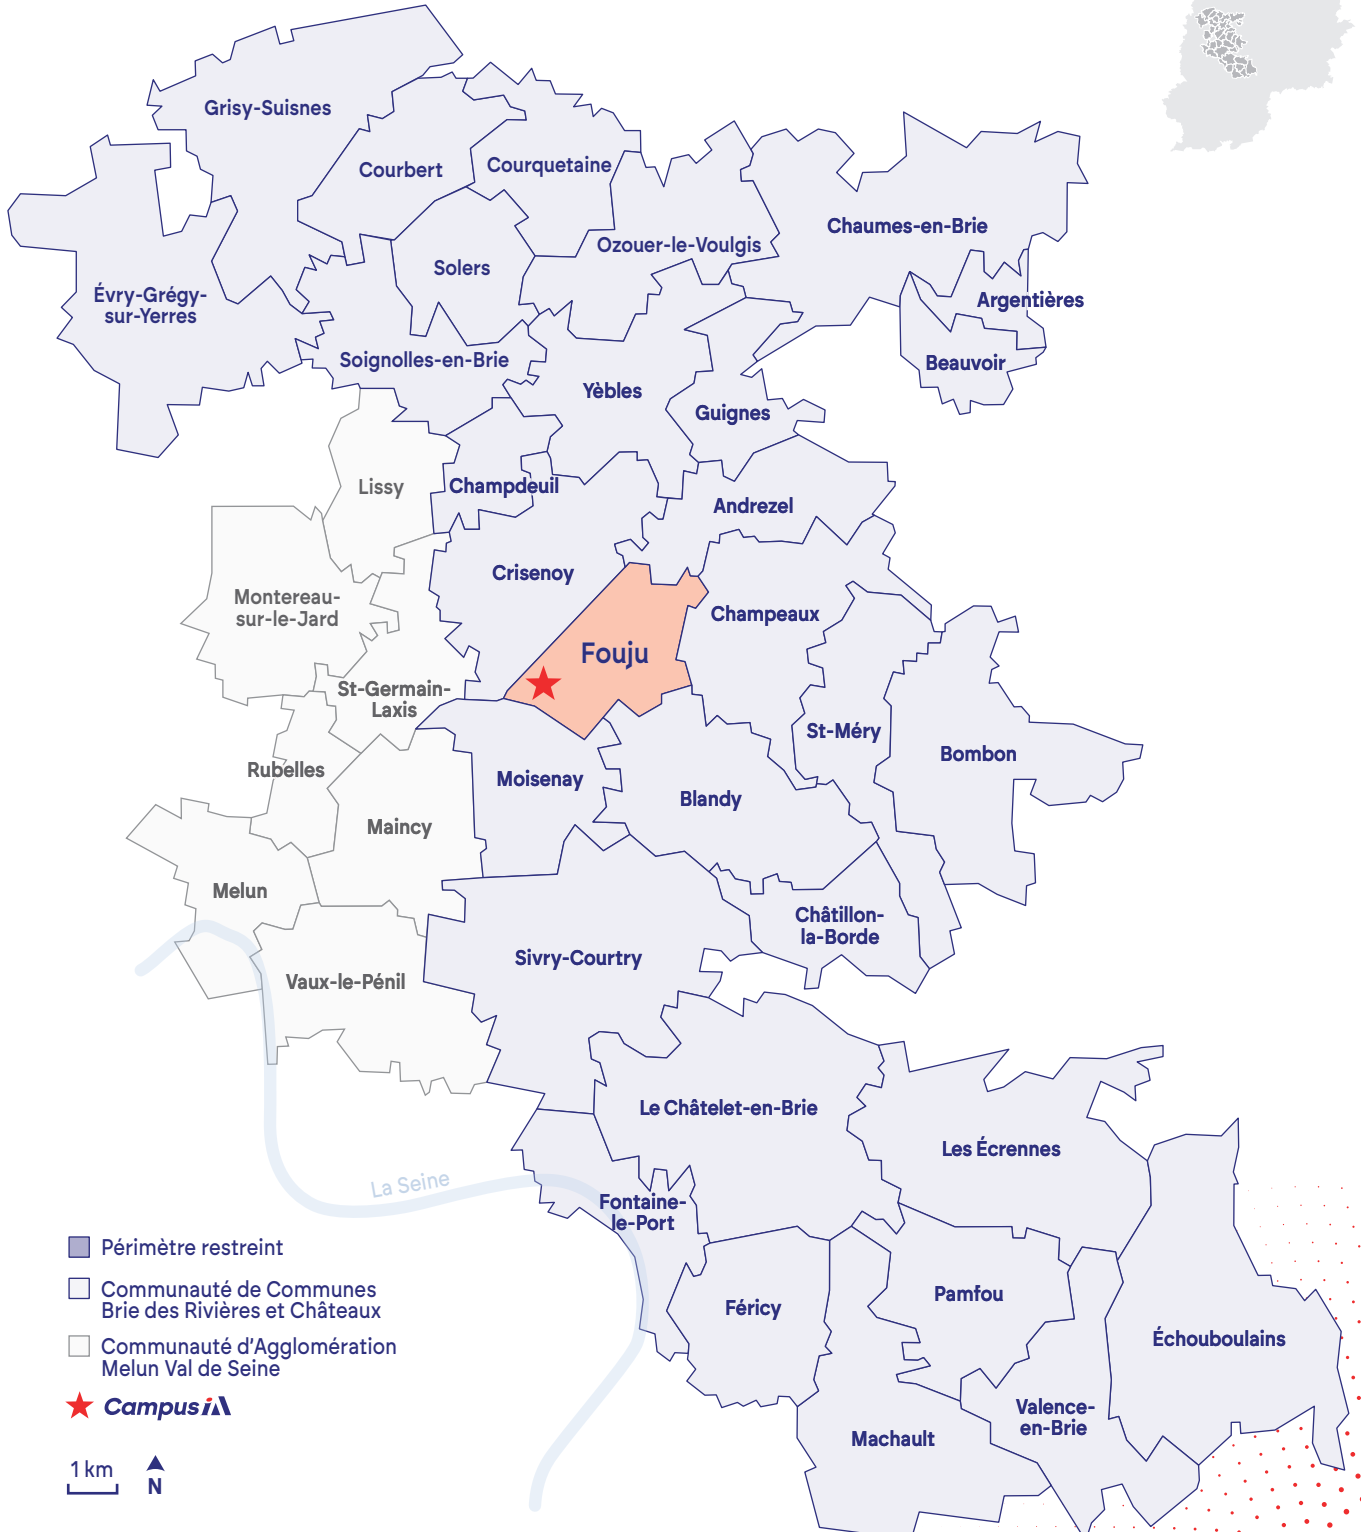 Grisy-Suisnes
Courbert
Courquetaine
Ozouer-le-Voulgis
Chaumes-en-Brie
Solers
Évry-Grégy-
sur-Yerres
Argentières
Soignolles-en-Brie
Beauvoir
Yèbles
Guignes
Lissy
Champdeuil
Andrezel
Crisenoy
Montereau-
sur-le-Jard
Champeaux
Fouju
St-Germain-
Laxis
St-Méry
Bombon
Rubelles
Moisenay
Blandy
Maincy
Melun
Châtillon-
la-Borde
Sivry-Courtry
Vaux-le-Pénil
Le Châtelet-en-Brie
Les Écrennes
La Seine
Fontaine-
le-Port
Féricy
Pamfou
Échouboulains
Valence-
en-Brie
Machault
Périmètre restreint
Communauté de Communes
Brie des Rivières et Châteaux
Communauté d'Agglomération
Melun Val de Seine
Campus iA
1 km
N